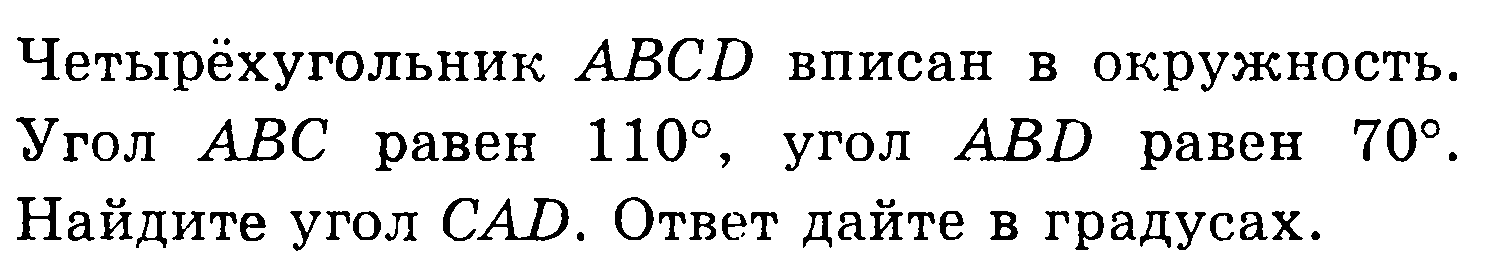 Четырёхугольник ABCD вписан в окружность.
Угол ABC равен 110°, угол ABD равен 70°.
Найдите угол CAD. Ответ дайте в градусах.